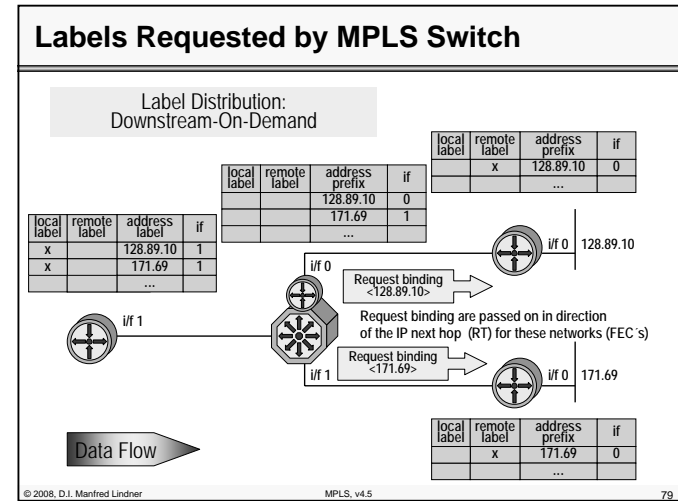 Labels Requested by MPLS Switch
Label Distribution:
Downstream-On-Demand
local label remote label address prefix if
x 128.89.10 0
...
local label remote label address prefix if
128.89.10 0
171.69 1
...
local label remote label address label if
x 128.89.10 1
x 171.69 1
...
i/f 0
i/f 0 128.89.10
Request binding
<128.89.10>
Request binding are passed on in direction
of the IP next hop (RT) for these networks (FEC´s)
i/f 1
Request binding
<171.69>
i/f 1
i/f 0 171.69
local label remote label address prefix if
x 171.69 0
...
Data Flow
© 2008, D.I. Manfred Lindner MPLS, v4.5 79